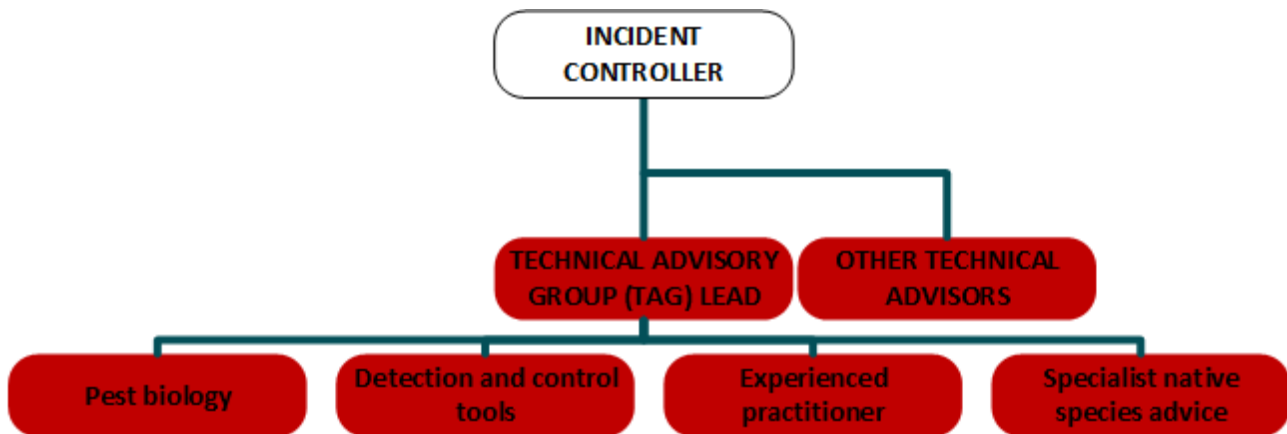 INCIDENT
CONTROLLER
TECHNICAL ADVISORY
GROUP (TAG) LEAD
OTHER TECHNICAL
ADVISORS
Pest biology
Detection and control
tools
Experienced
practitioner
Specialist native
species advice